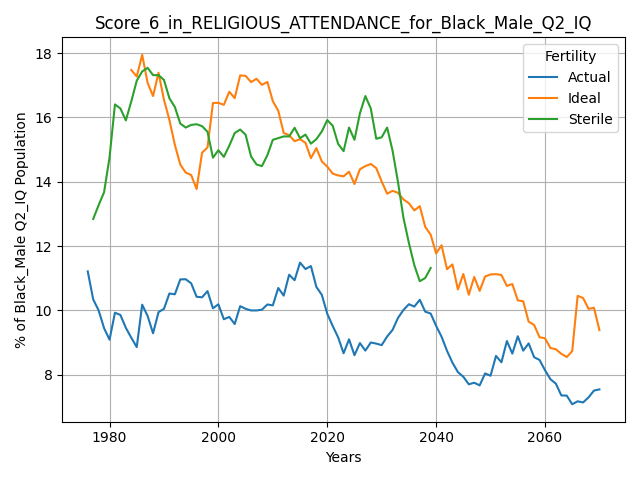 Score_6_in_RELIGIOUS_ATTENDANCE_for_Black_Male_Q2_IQ
Fertility
Actual
Ideal
Sterile
% of Black_Male Q2_IQ Population
18
16
14
12
10
8
1980
2000
2020
2040
2060
Years